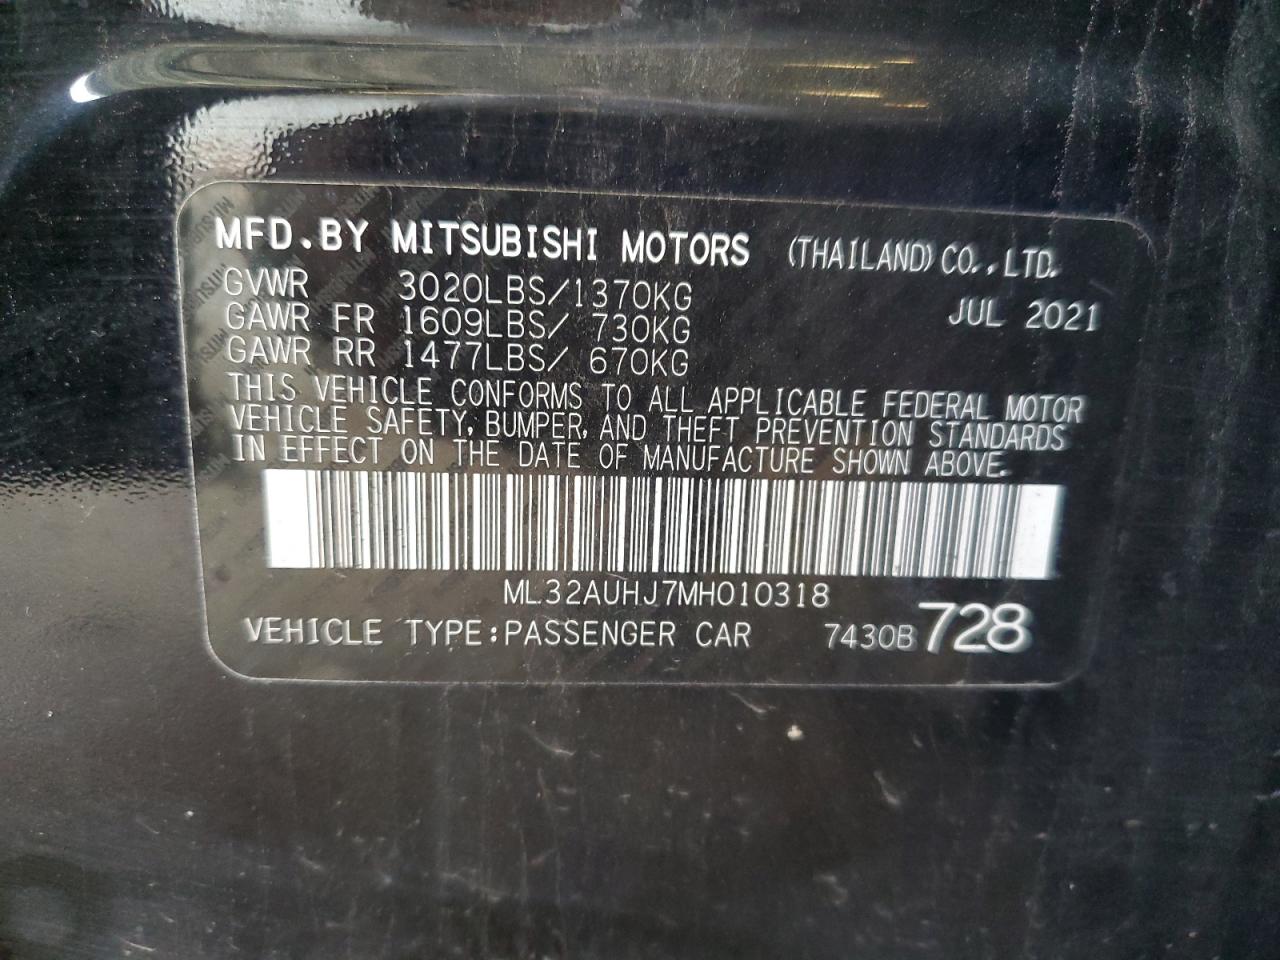 MFD.BY MITSUBISHI MOTORS (THAILAND)CO.,LTD.
GVWR 3020LBS/1370KG JUL 2021
GAWR FR 1609LBS/ 730KG
GAWR RR 1477LBS/ 670KG
THIS VEHICLE CONFORMS TO ALL APPLICABLE FEDERAL MOTOR
VEHICLE SAFETY, BUMPER, AND THEFT PREVENTION STANDARDS
IN EFFECT ON THE DATE OF MANUFACTURE SHOWN ABOVE.
ML32AUHJ7MH010318
VEHICLE TYPE:PASSENGER CAR 7430B 728